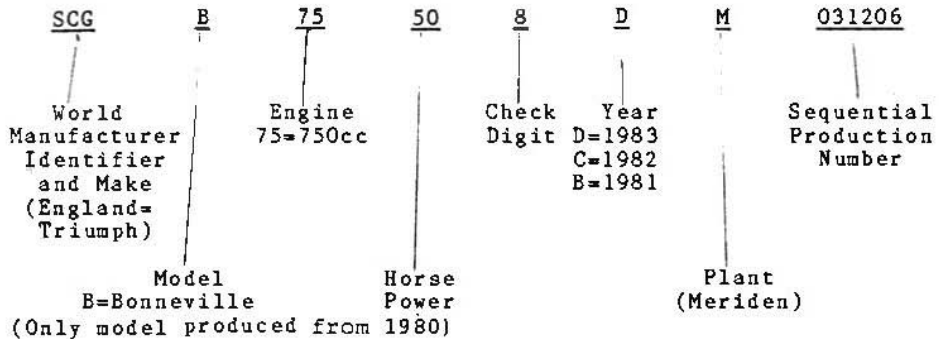 SCG B 75 50 8 D M 031206
World Manufacturer Identifier and Make (England= Triumph)
Engine 75=750cc
Check Digit
Year D=1983 C=1982 B=1981
Sequential Production Number
Model B=Bonneville (Only model produced from 1980)
Horse Power
Plant (Meriden)